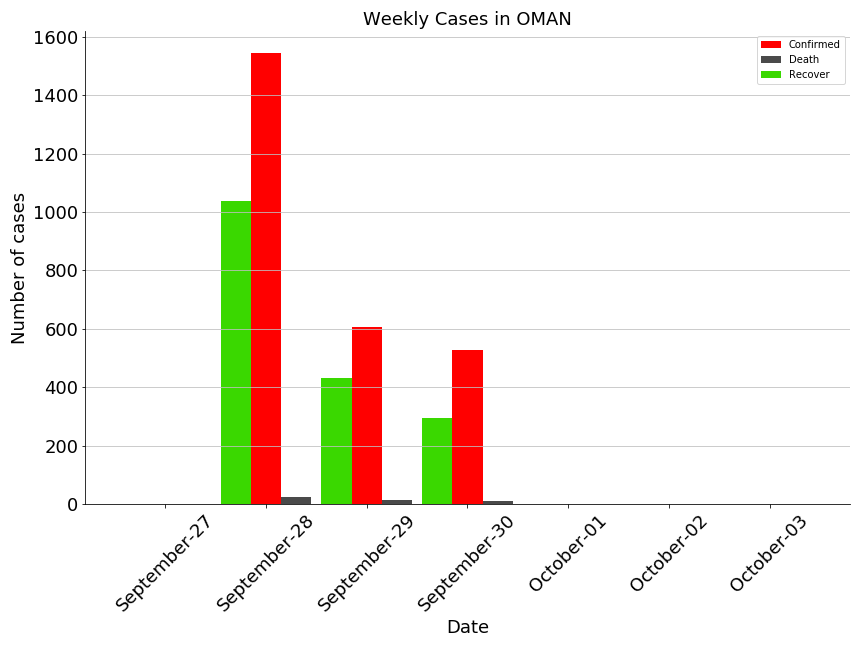 Weekly Cases in OMAN
Confirmed
Death
Recover
Number of cases
1600
1400
1200
1000
800
600
400
200
0
September-27
September-28
September-29
September-30
October-01
October-02
October-03
Date